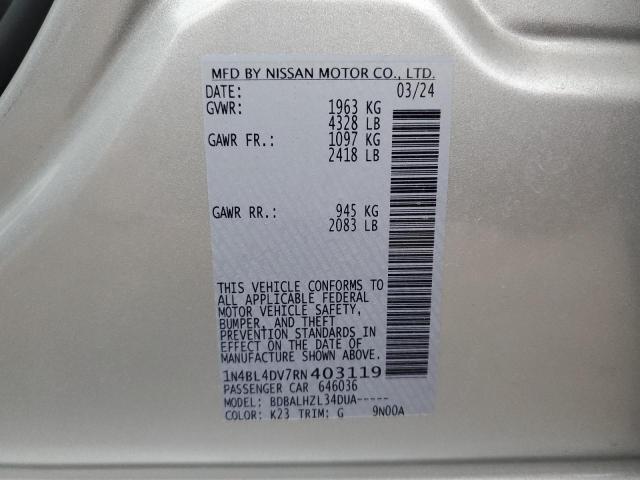 MFD BY NISSAN MOTOR CO., LTD.
DATE: 03/24
GVWR: 1963 KG
4328 LB
GAWR FR.: 1097 KG
2418 LB
GAWR RR.: 945 KG
2083 LB
THIS VEHICLE CONFORMS TO
ALL APPLICABLE FEDERAL
MOTOR VEHICLE SAFETY,
BUMPER, AND THEFT
PREVENTION STANDARDS IN
EFFECT ON THE DATE OF
MANUFACTURE SHOWN ABOVE.
1N4BL4DV7RN403119
PASSENGER CAR 646036
MODEL: BDBALHZL34DUA-----
COLOR: K23 TRIM: G 9N00A